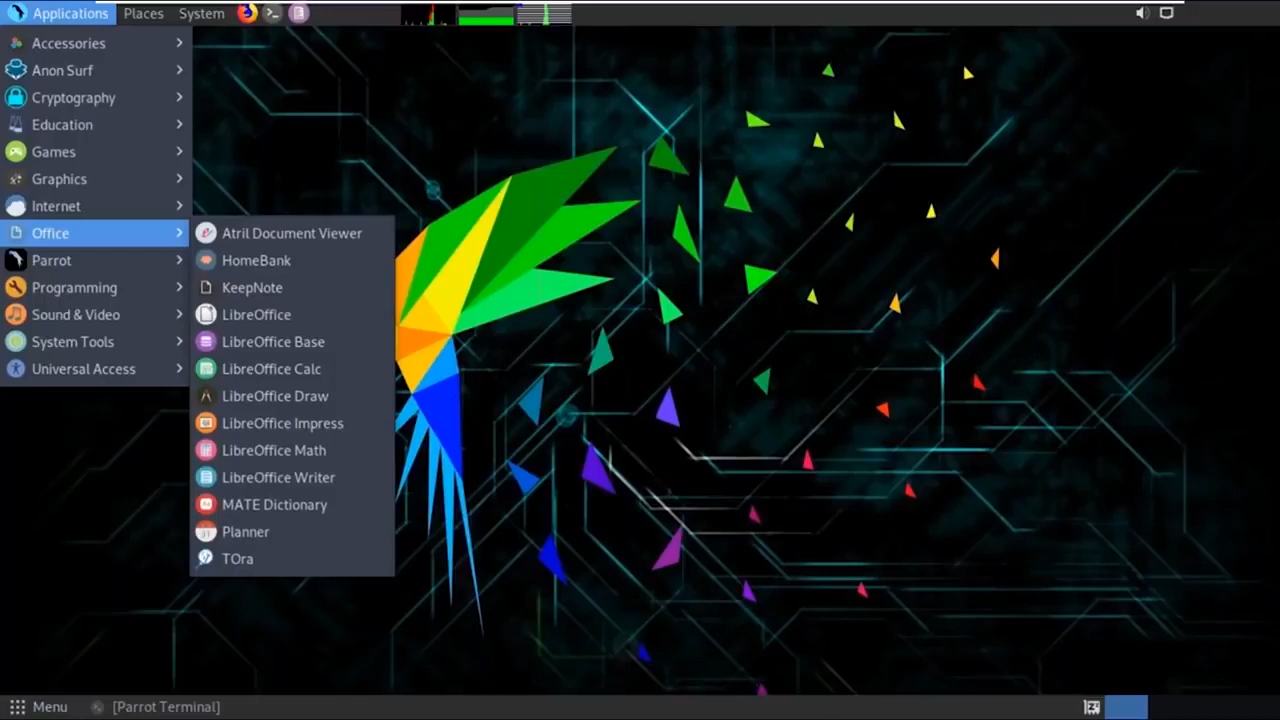 Applications Places System
Accessories
Anon Surf
Cryptography
Education
Games
Graphics
Internet
Office
Parrot
Programming
Sound & Video
System Tools
Universal Access
Atril Document Viewer
HomeBank
KeepNote
LibreOffice
LibreOffice Base
LibreOffice Calc
LibreOffice Draw
LibreOffice Impress
LibreOffice Math
LibreOffice Writer
MATE Dictionary
Planner
TOra
Menu [Parrot Terminal]